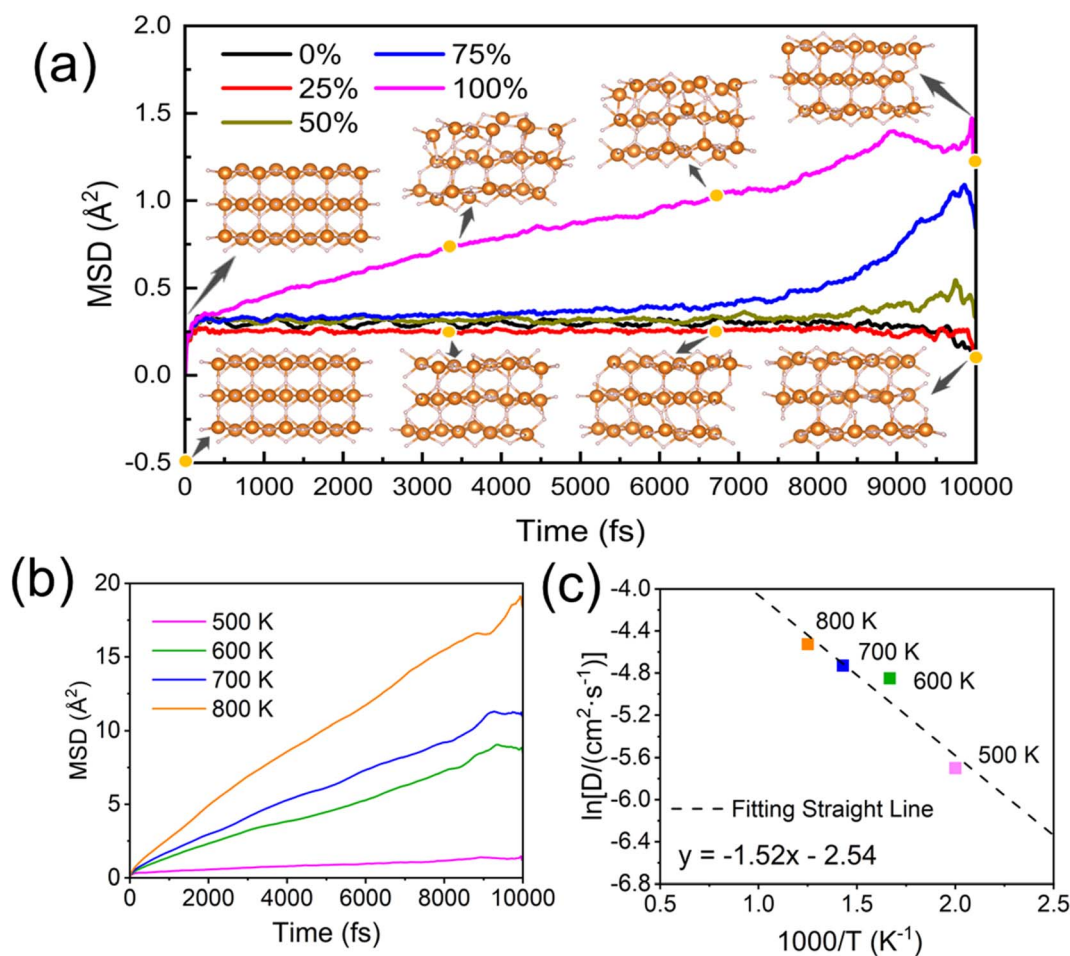 (a)
0%
25%
50%
75%
100%
2.0
1.5
1.0
0.5
0.0
-0.5
MSD (Å²)
0 1000 2000 3000 4000 5000 6000 7000 8000 9000 10000
Time (fs)
(b)
500 K
600 K
700 K
800 K
20
15
10
5
0
MSD (Å²)
0 2000 4000 6000 8000 10000
Time (fs)
(c)
-4.0
-4.4
-4.8
-5.2
-5.6
-6.0
-6.4
-6.8
ln[D/(cm²·s⁻¹)]
800 K
700 K
600 K
500 K
Fitting Straight Line
y = -1.52x - 2.54
0.5 1.0 1.5 2.0 2.5
1000/T (K⁻¹)